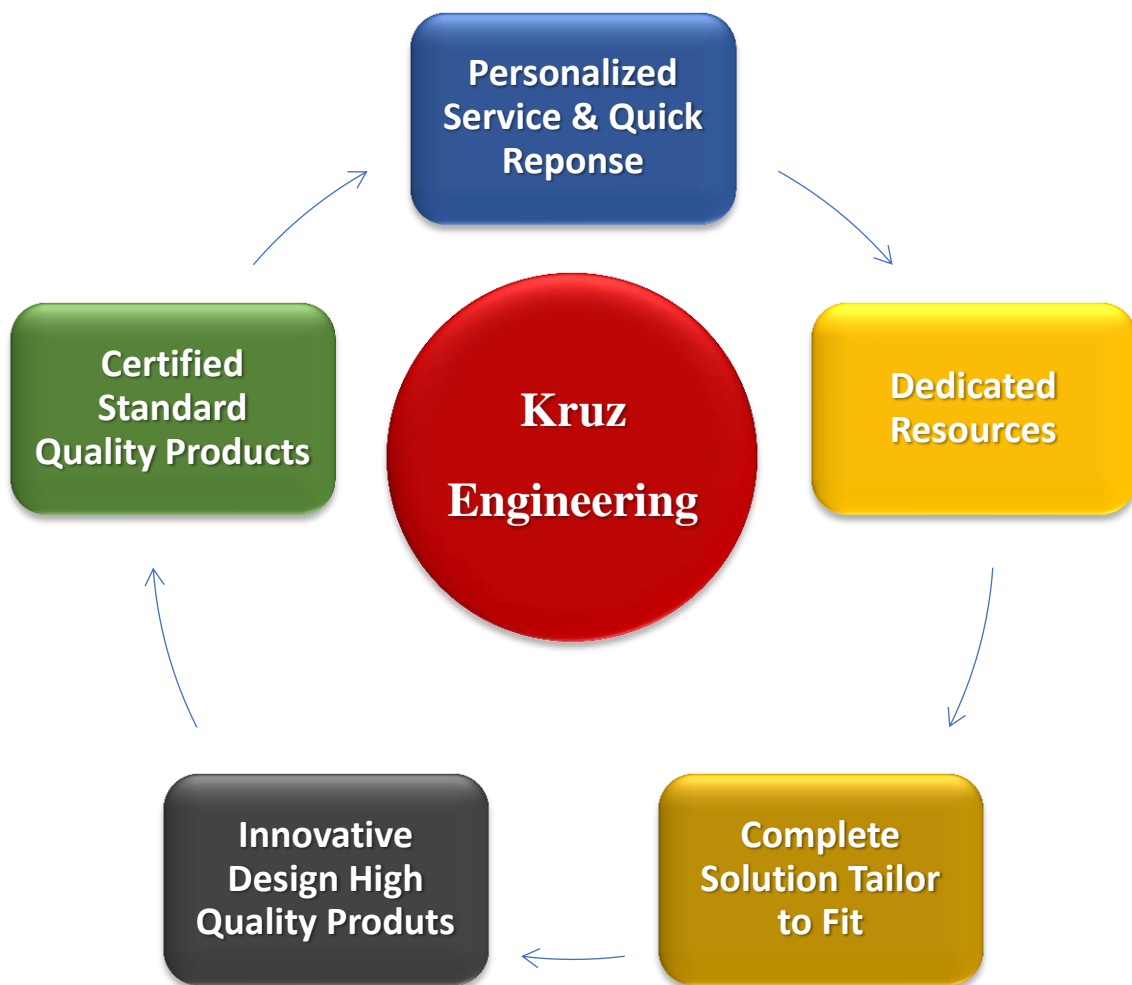 Personalized
Service & Quick
Reponse
Dedicated
Resources
Complete
Solution Tailor
to Fit
Innovative
Design High
Quality Produts
Certified
Standard
Quality Products
Kruz
Engineering